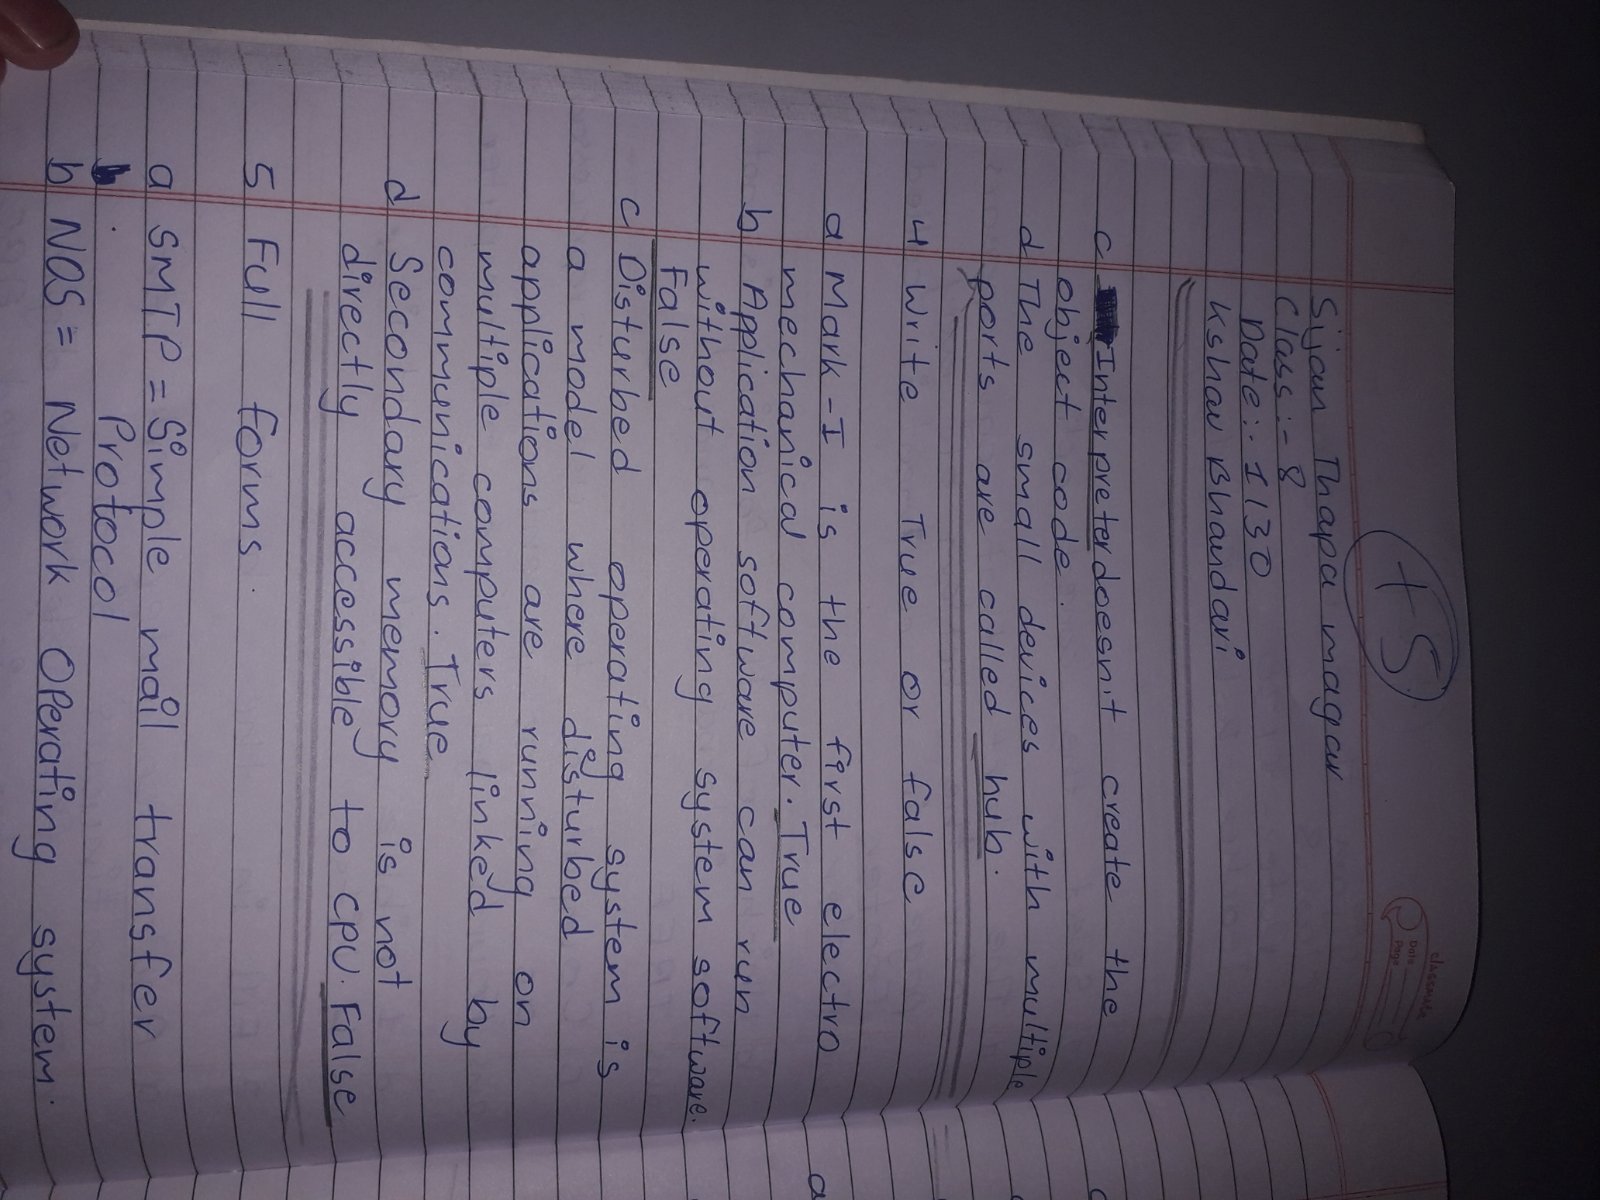 +5
classmate
Date
Page
Sijan Thapa magar
Class:- 8
Date:- 1130
Kshav Bhandari
c Interpreter doesn't create the
object code.
d The small devices with multiple
ports are called hub.
4 Write True or false
a Mark-I is the first electro
mechanical computer. True
b Application software can run
without operating system software.
False
c Disturbed operating system is
a model where disturbed
applications are running on
multiple computers linked by
communications. True
d Secondary memory is not
directly accessible to cpu. False
5 Full forms.
a SMTP = Simple mail transfer
Protocol
b NOS = Network Operating system.